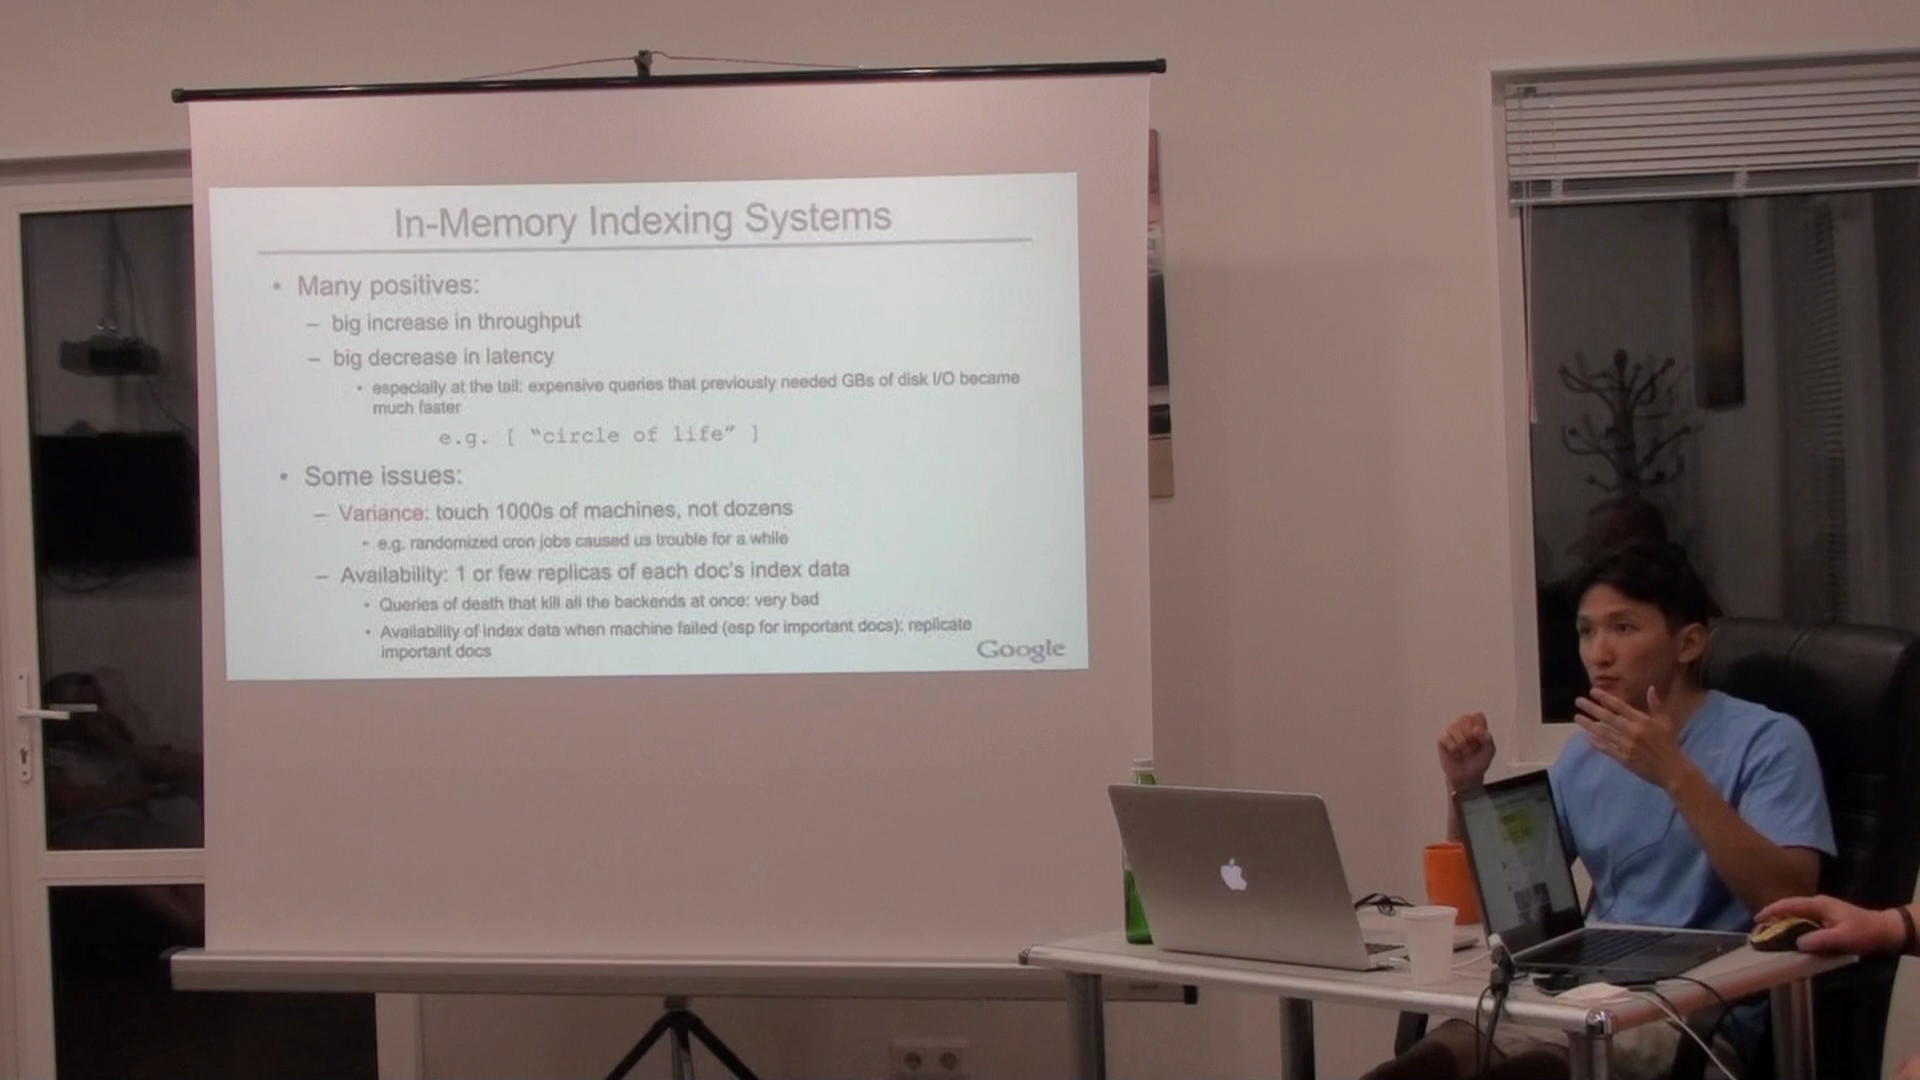 In-Memory Indexing Systems
• Many positives:
– big increase in throughput
– big decrease in latency
• especially at the tail: expensive queries that previously needed GBs of disk I/O became
much faster
e.g. [ “circle of life” ]
• Some issues:
– Variance: touch 1000s of machines, not dozens
• e.g. randomized cron jobs caused us trouble for a while
– Availability: 1 or few replicas of each doc's index data
• Queries of death that kill all the backends at once: very bad
• Availability of index data when machine failed (esp for important docs): replicate
important docs
Google